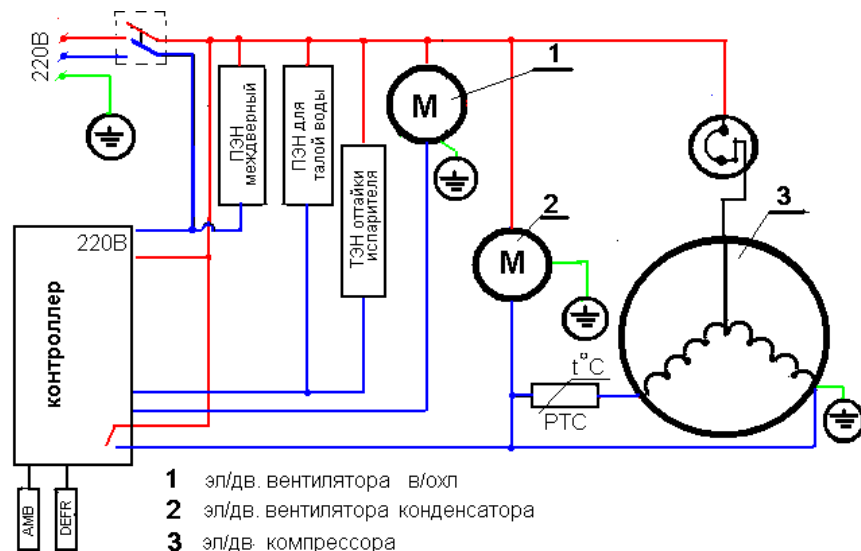 220В
ПЭН
междверный
ПЭН для
талой воды
ТЭН оттайки
испарителя
М
1
М
2
3
220В
контроллер
t°C
РТС
AMB
DEFR
1 эл/дв. вентилятора в/охл
2 эл/дв. вентилятора конденсатора
3 эл/дв. компрессора